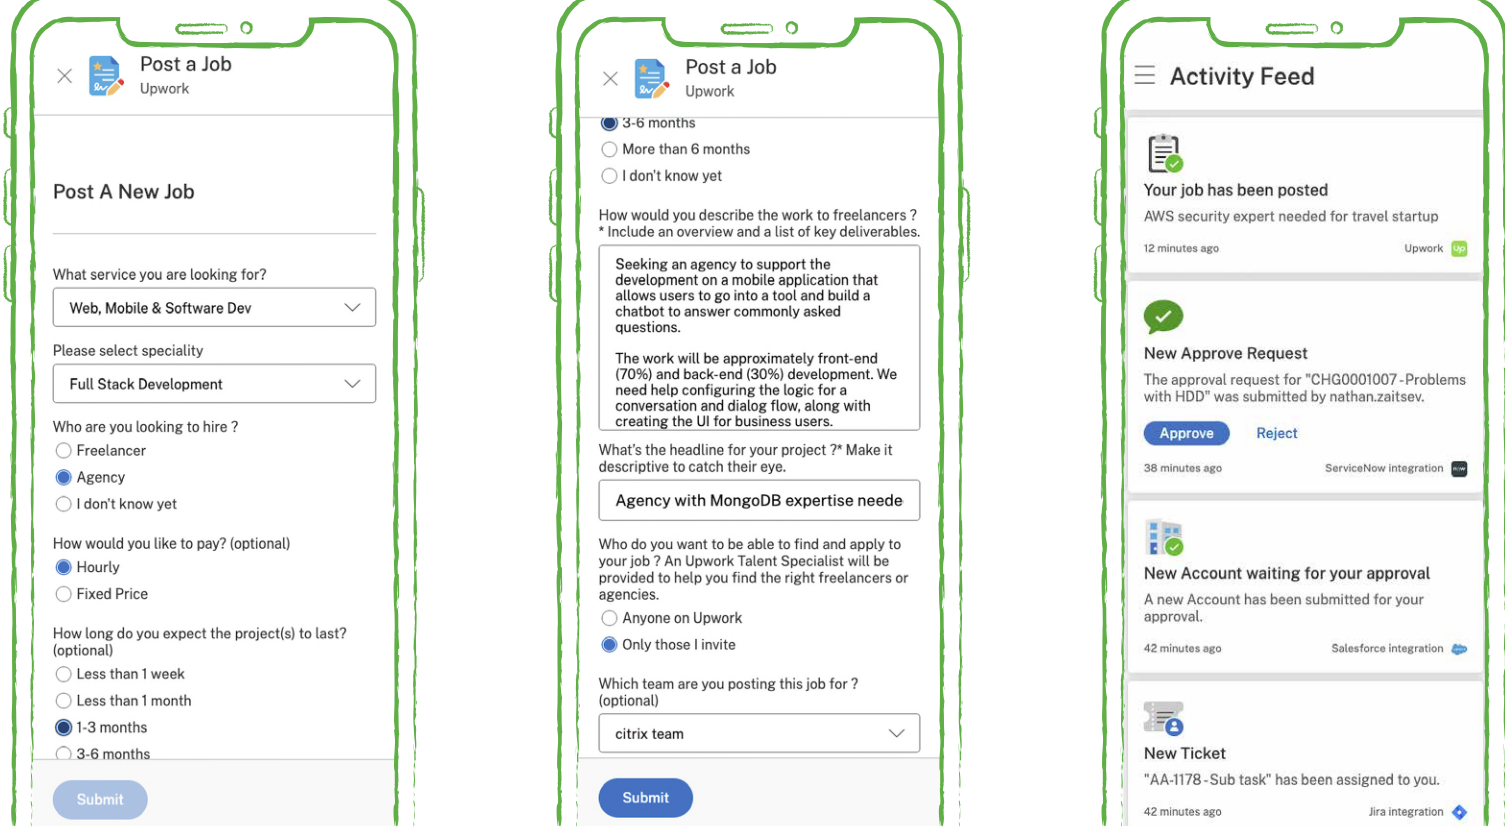 Post a Job
Upwork
Post A New Job
What service you are looking for?
Web, Mobile & Software Dev
Please select speciality
Full Stack Development
Who are you looking to hire ?
Freelancer
Agency
I don't know yet
How would you like to pay? (optional)
Hourly
Fixed Price
How long do you expect the project(s) to last?
(optional)
Less than 1 week
Less than 1 month
1-3 months
3-6 months
Submit
Post a Job
Upwork
3-6 months
More than 6 months
I don't know yet
How would you describe the work to freelancers ?
* Include an overview and a list of key deliverables.
Seeking an agency to support the
development on a mobile application that
allows users to go into a tool and build a
chatbot to answer commonly asked
questions.
The work will be approximately front-end
(70%) and back-end (30%) development. We
need help configuring the logic for a
conversation and dialog flow, along with
creating the UI for business users.
What's the headline for your project ?* Make it
descriptive to catch their eye.
Agency with MongoDB expertise neede
Who do you want to be able to find and apply to
your job ? An Upwork Talent Specialist will be
provided to help you find the right freelancers or
agencies.
Anyone on Upwork
Only those I invite
Which team are you posting this job for ?
(optional)
citrix team
Submit
Activity Feed
Your job has been posted
AWS security expert needed for travel startup
12 minutes ago
Upwork Up
New Approve Request
The approval request for "CHG0001007 - Problems
with HDD" was submitted by nathan.zaitsev.
Approve
Reject
38 minutes ago
ServiceNow integration now
New Account waiting for your approval
A new Account has been submitted for your
approval.
42 minutes ago
Salesforce integration
New Ticket
"AA-1178 - Sub task" has been assigned to you.
42 minutes ago
Jira integration